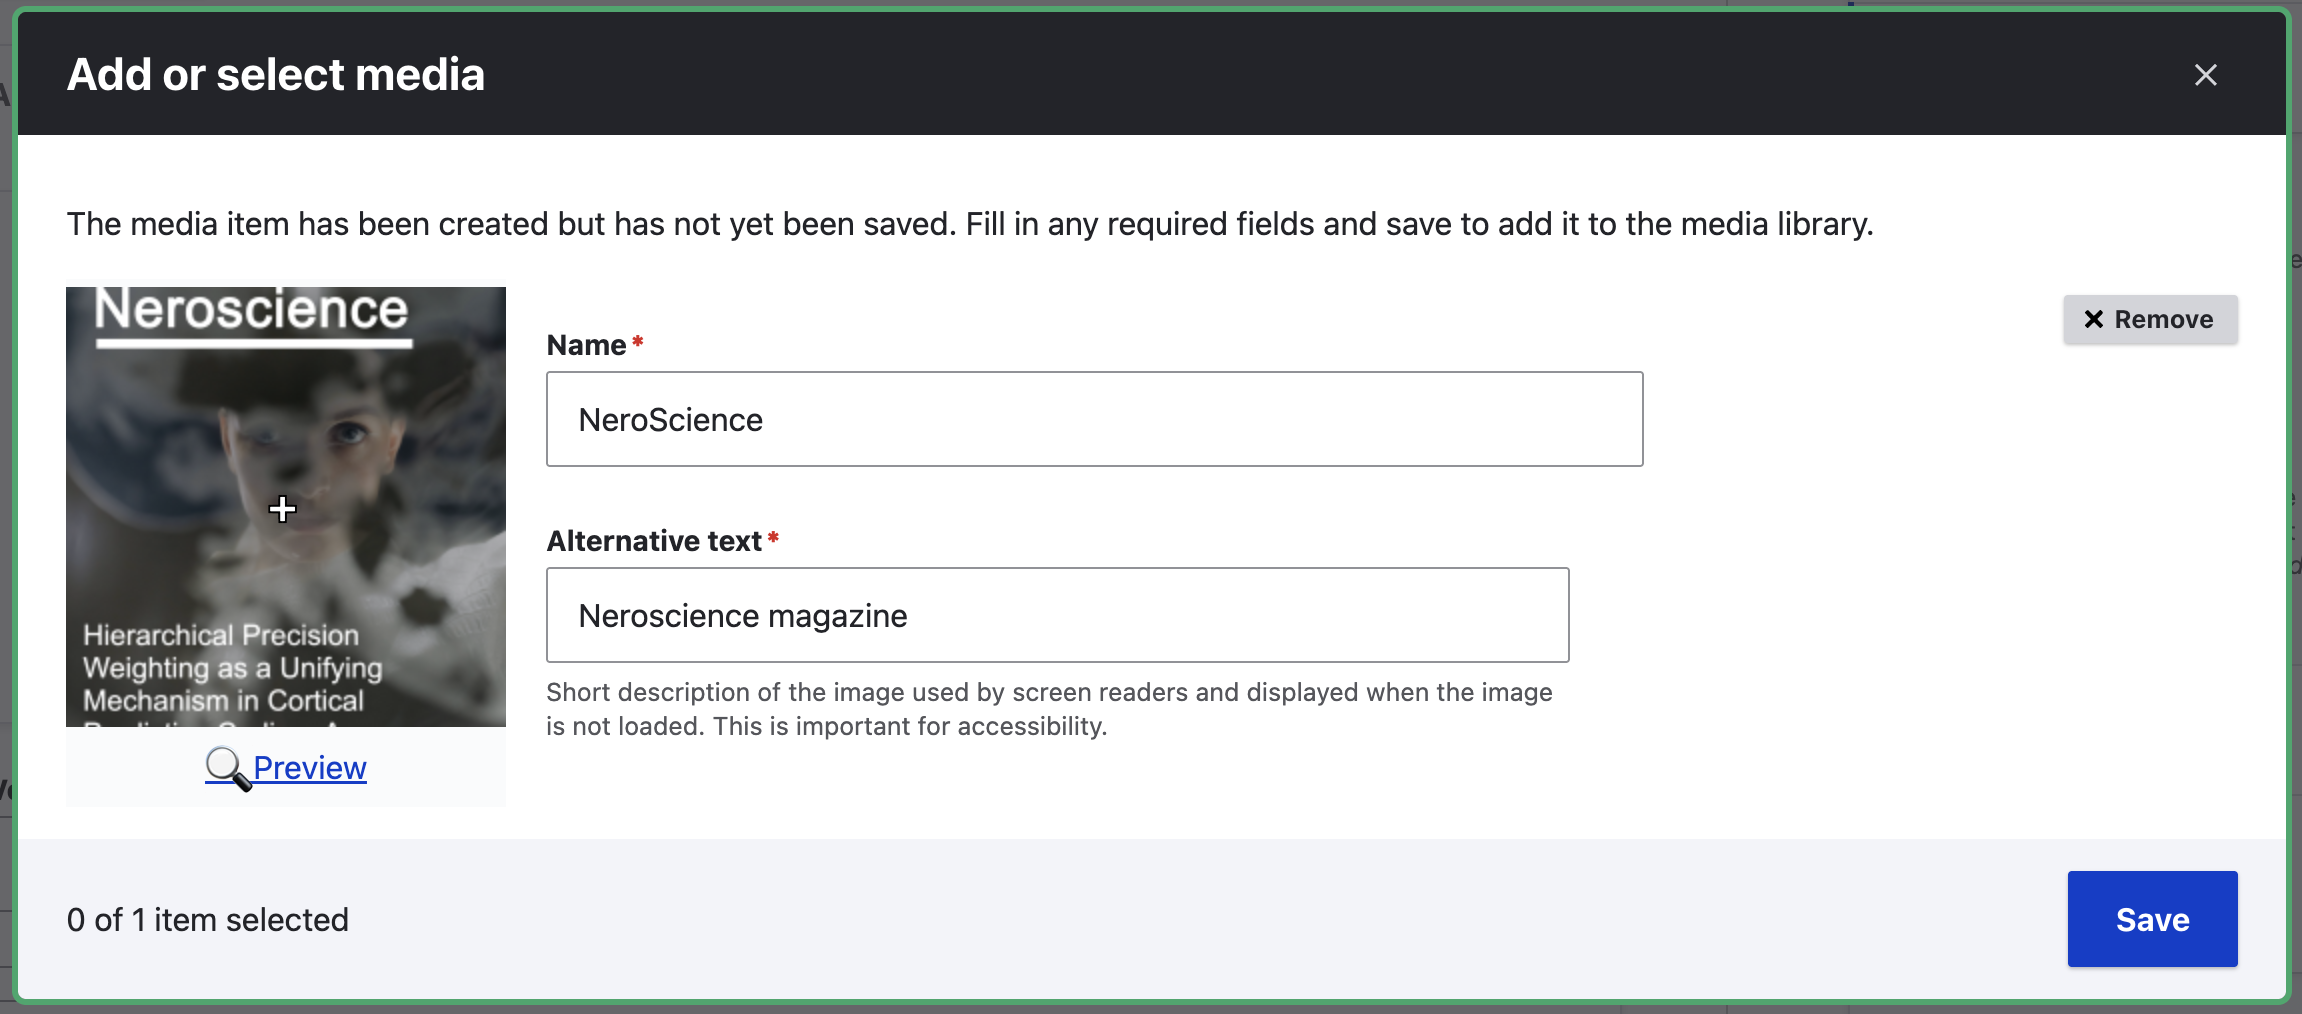 Add or select media
The media item has been created but has not yet been saved. Fill in any required fields and save to add it to the media library.
Neroscience
Hierarchical Precision
Weighting as a Unifying
Mechanism in Cortical
Preview
Remove
Name*
NeroScience
Alternative text*
Neroscience magazine
Short description of the image used by screen readers and displayed when the image
is not loaded. This is important for accessibility.
0 of 1 item selected
Save